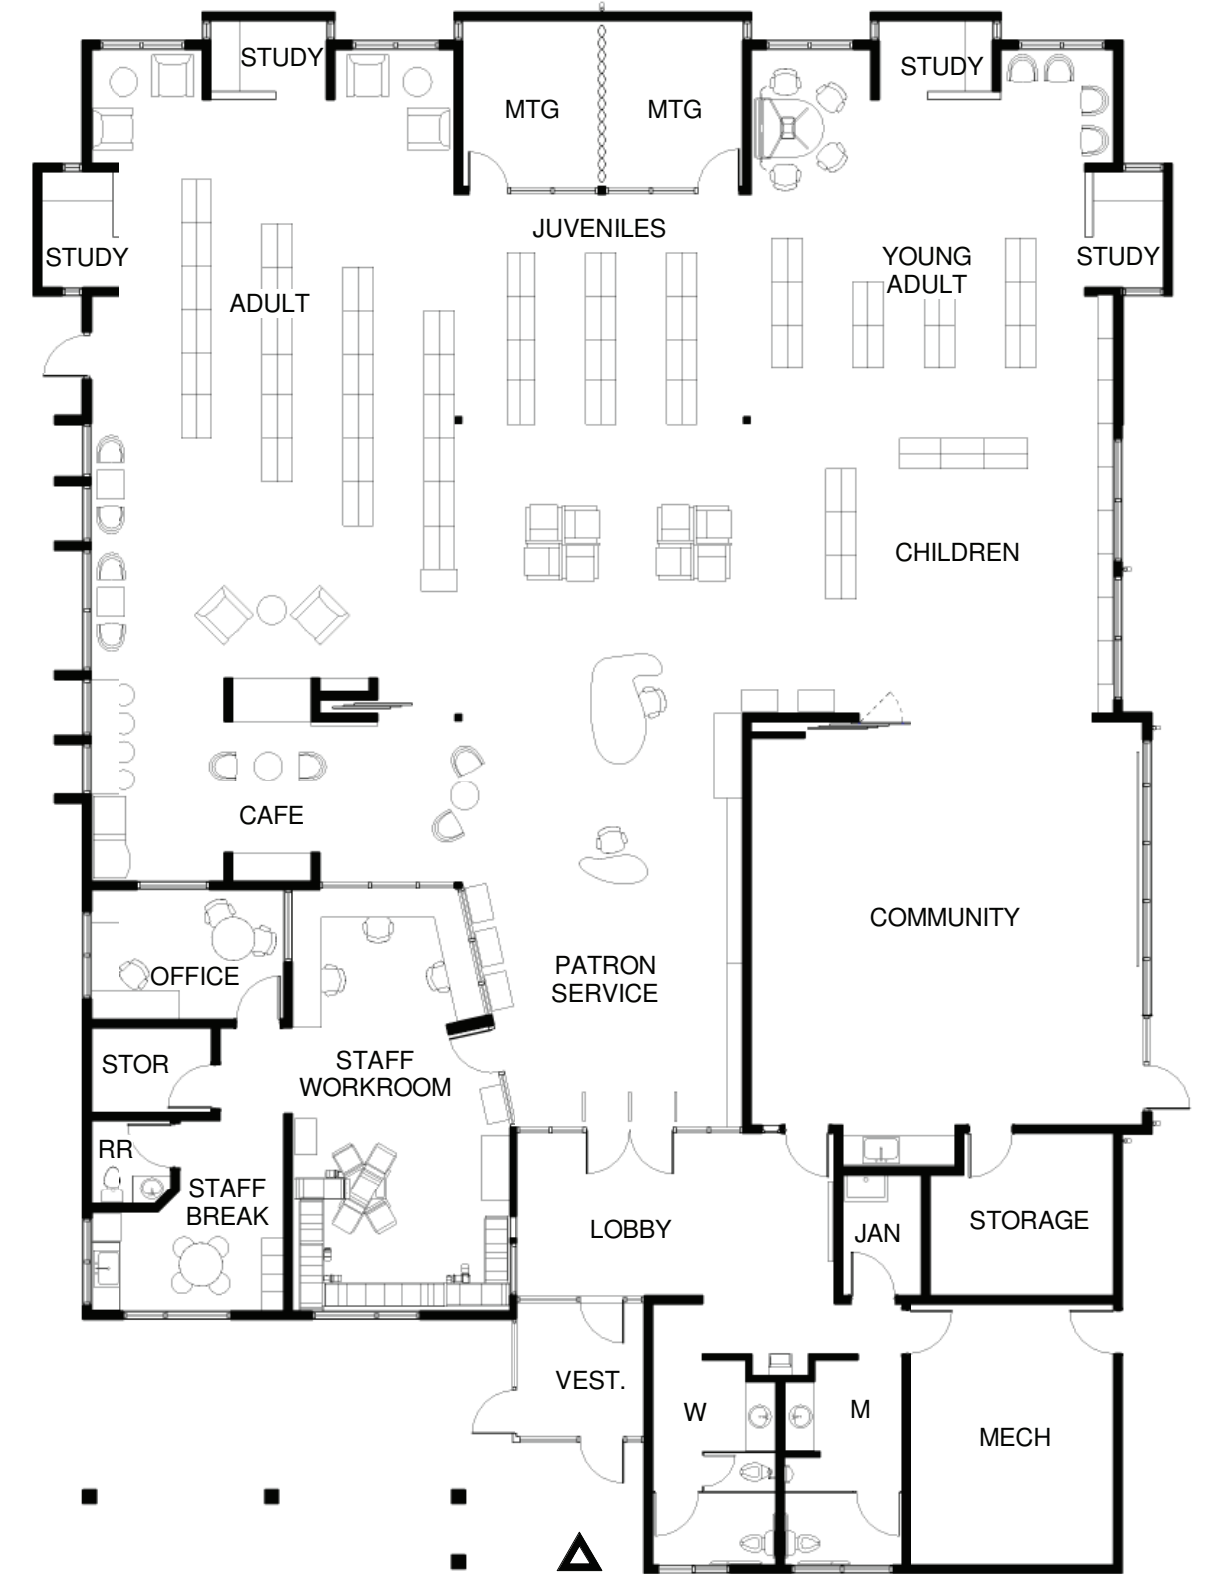 STUDY
STUDY
MTG
MTG
JUVENILES
STUDY
YOUNG
ADULT
STUDY
ADULT
CHILDREN
CAFE
COMMUNITY
OFFICE
PATRON
SERVICE
STOR
STAFF
WORKROOM
RR
STAFF
BREAK
LOBBY
JAN
STORAGE
VEST.
W
M
MECH